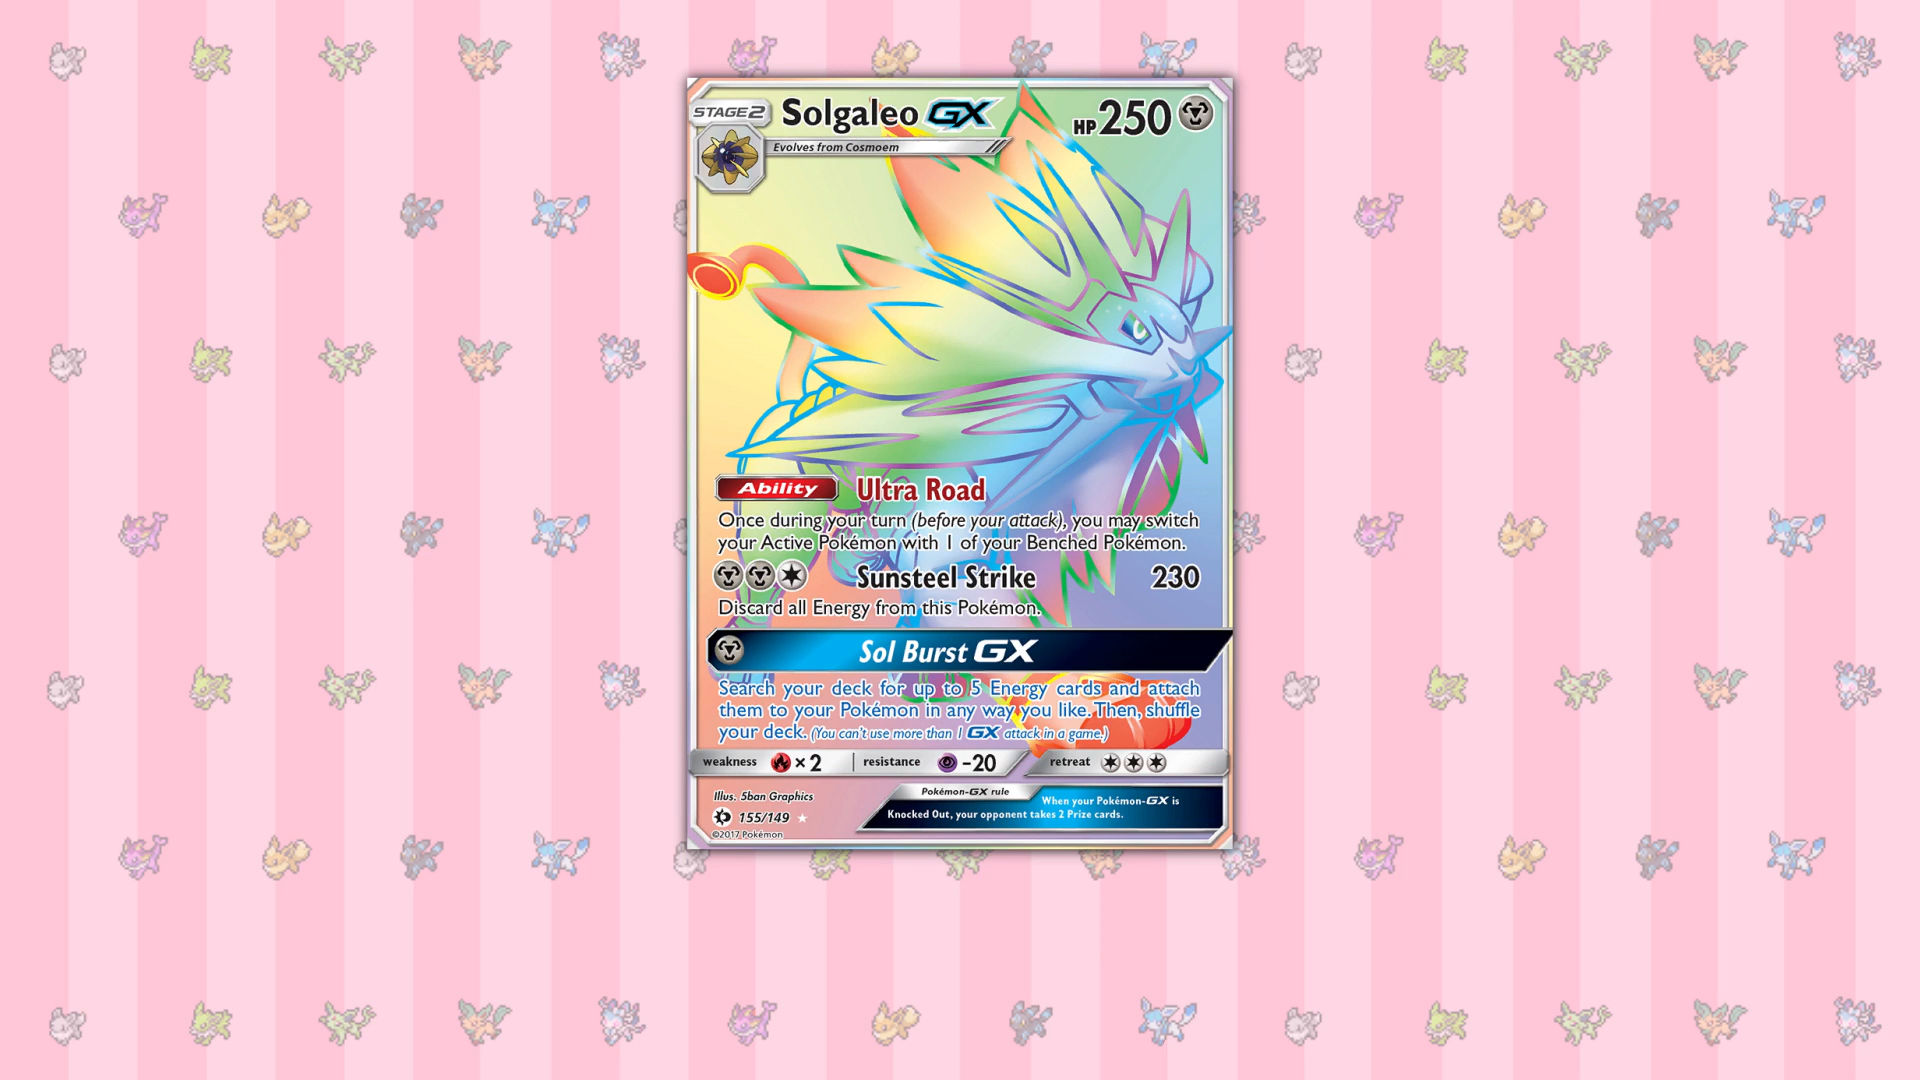 STAGE2 Solgaleo GX HP 250
Evolves from Cosmoem
Ability Ultra Road
Once during your turn (before your attack), you may switch
your Active Pokémon with 1 of your Benched Pokémon.
Sunsteel Strike 230
Discard all Energy from this Pokémon.
Sol Burst GX
Search your deck for up to 5 Energy cards and attach
them to your Pokémon in any way you like. Then, shuffle
your deck. (You can't use more than 1 GX attack in a game.)
weakness ×2 resistance -20 retreat
Illus. 5ban Graphics
155/149
©2017 Pokémon
Pokémon-GX rule
When your Pokémon-GX is
Knocked Out, your opponent takes 2 Prize cards.